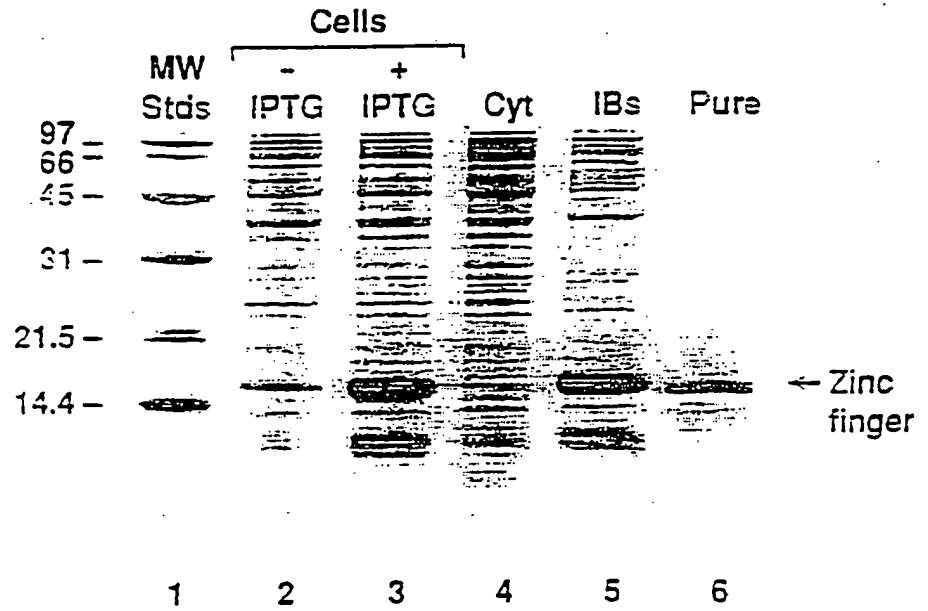 Cells
MW - +
Stds IPTG IPTG Cyt IBs Pure
97 –
66 –
45 –
31 –
21.5 –
14.4 –
← Zinc
finger
1 2 3 4 5 6